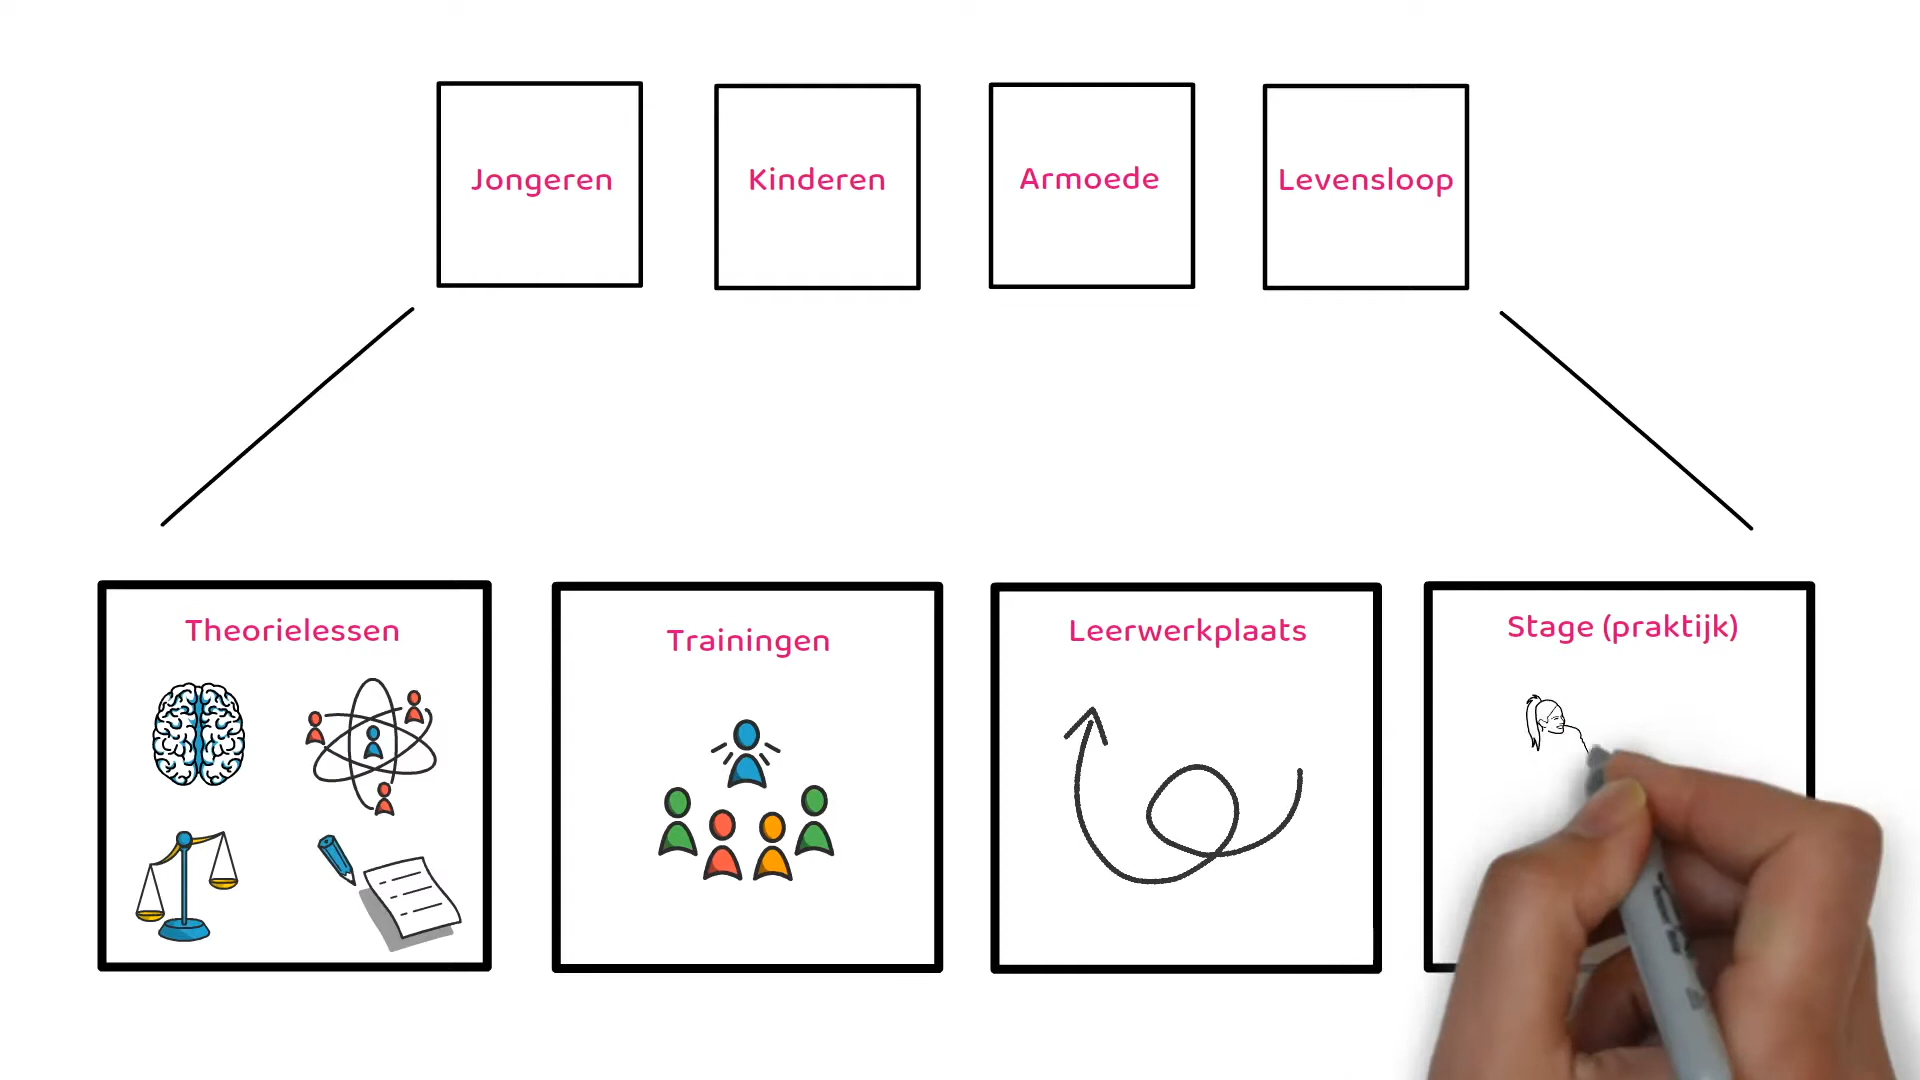 Jongeren
Kinderen
Armoede
Levensloop
Theorielessen
Trainingen
Leerwerkplaats
Stage (praktijk)